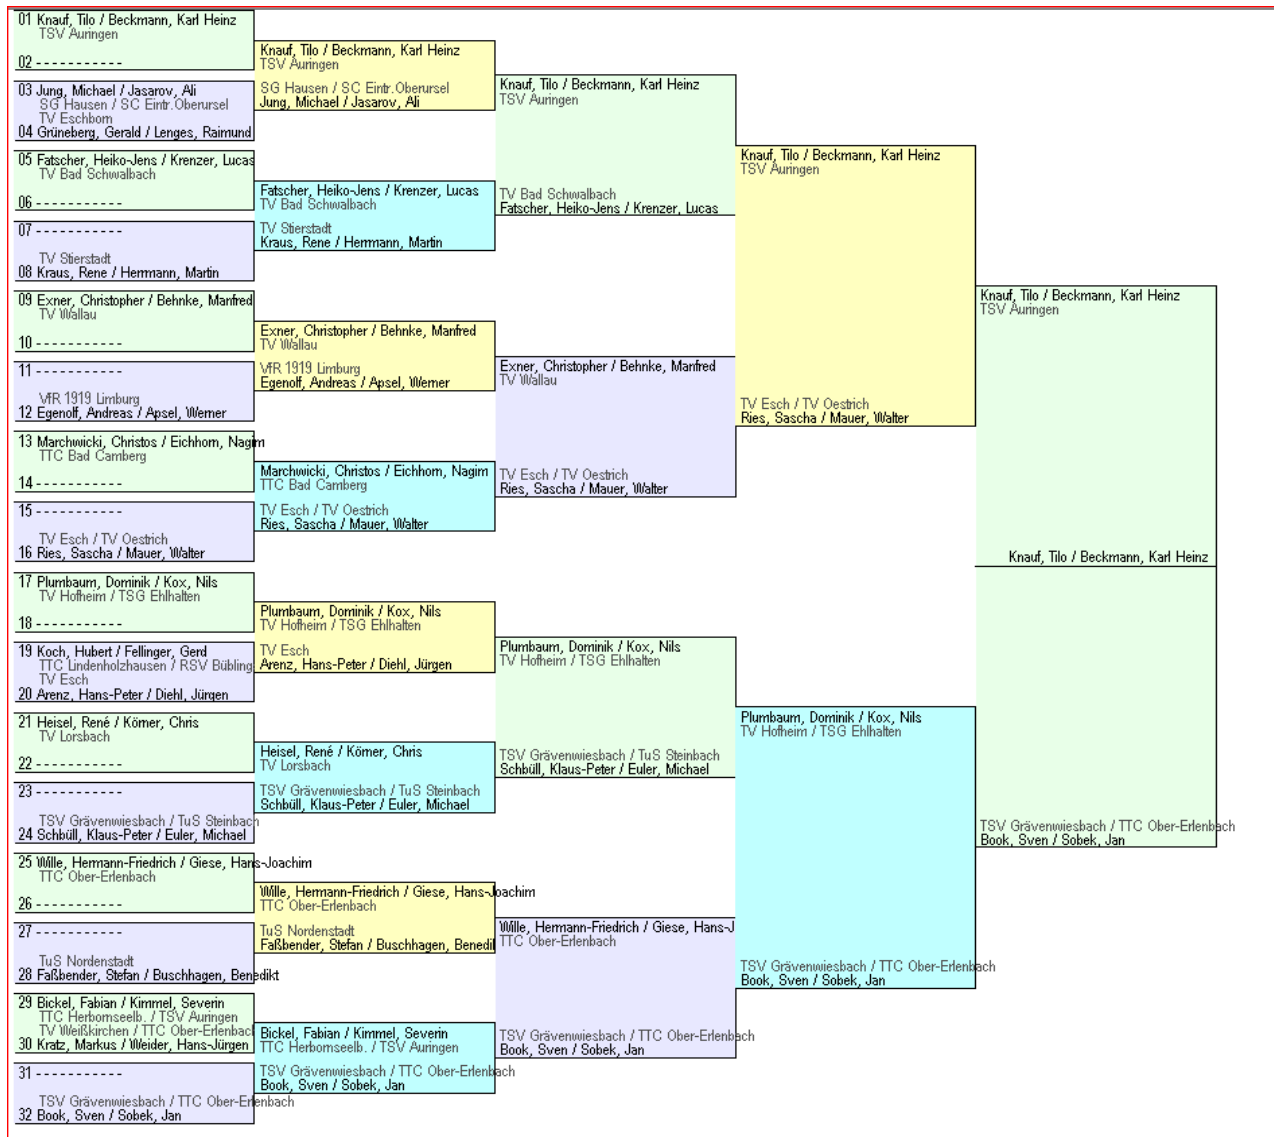 01 Knauf, Tilo / Beckmann, Karl Heinz
TSV Auringen
02 - - - - - - - - - - -
03 Jung, Michael / Jasarov, Ali
SG Hausen / SC Eintr.Oberursel
TV Eschborn
04 Grüneberg, Gerald / Lenges, Raimund
05 Fatscher, Heiko-Jens / Krenzer, Lucas
TV Bad Schwalbach
06 - - - - - - - - - - -
07 - - - - - - - - - - -
TV Stierstadt
08 Kraus, Rene / Herrmann, Martin
09 Exner, Christopher / Behnke, Manfred
TV Wallau
10 - - - - - - - - - - -
11 - - - - - - - - - - -
VfR 1919 Limburg
12 Egenolf, Andreas / Apsel, Werner
13 Marchwicki, Christos / Eichhorn, Nagim
TTC Bad Camberg
14 - - - - - - - - - - -
15 - - - - - - - - - - -
TV Esch / TV Oestrich
16 Ries, Sascha / Mauer, Walter
17 Plumbaum, Dominik / Kox, Nils
TV Hofheim / TSG Ehlhalten
18 - - - - - - - - - - -
19 Koch, Hubert / Fellinger, Gerd
TTC Lindenholzhausen / RSV Bübling
TV Esch
20 Arenz, Hans-Peter / Diehl, Jürgen
21 Heisel, René / Körner, Chris
TV Lorsbach
22 - - - - - - - - - - -
23 - - - - - - - - - - -
TSV Grävenwiesbach / TuS Steinbach
24 Schbüll, Klaus-Peter / Euler, Michael
25 Wille, Hermann-Friedrich / Giese, Hans-Joachim
TTC Ober-Erlenbach
26 - - - - - - - - - - -
27 - - - - - - - - - - -
TuS Nordenstadt
28 Faßbender, Stefan / Buschhagen, Benedikt
29 Bickel, Fabian / Kimmel, Severin
TTC Herbornseelb. / TSV Auringen
TV Weißkirchen / TTC Ober-Erlenbach
30 Kratz, Markus / Weider, Hans-Jürgen
31 - - - - - - - - - - -
TSV Grävenwiesbach / TTC Ober-Erlenbach
32 Book, Sven / Sobek, Jan
Knauf, Tilo / Beckmann, Karl Heinz
TSV Auringen
SG Hausen / SC Eintr.Oberursel
Jung, Michael / Jasarov, Ali
Fatscher, Heiko-Jens / Krenzer, Lucas
TV Bad Schwalbach
TV Stierstadt
Kraus, Rene / Herrmann, Martin
Exner, Christopher / Behnke, Manfred
TV Wallau
VfR 1919 Limburg
Egenolf, Andreas / Apsel, Werner
Marchwicki, Christos / Eichhorn, Nagim
TTC Bad Camberg
TV Esch / TV Oestrich
Ries, Sascha / Mauer, Walter
Plumbaum, Dominik / Kox, Nils
TV Hofheim / TSG Ehlhalten
TV Esch
Arenz, Hans-Peter / Diehl, Jürgen
Heisel, René / Körner, Chris
TV Lorsbach
TSV Grävenwiesbach / TuS Steinbach
Schbüll, Klaus-Peter / Euler, Michael
Wille, Hermann-Friedrich / Giese, Hans-Joachim
TTC Ober-Erlenbach
TuS Nordenstadt
Faßbender, Stefan / Buschhagen, Benedil
Bickel, Fabian / Kimmel, Severin
TTC Herbornseelb. / TSV Auringen
TSV Grävenwiesbach / TTC Ober-Erlenbach
Book, Sven / Sobek, Jan
Knauf, Tilo / Beckmann, Karl Heinz
TSV Auringen
TV Bad Schwalbach
Fatscher, Heiko-Jens / Krenzer, Lucas
Exner, Christopher / Behnke, Manfred
TV Wallau
TV Esch / TV Oestrich
Ries, Sascha / Mauer, Walter
Plumbaum, Dominik / Kox, Nils
TV Hofheim / TSG Ehlhalten
TSV Grävenwiesbach / TuS Steinbach
Schbüll, Klaus-Peter / Euler, Michael
Wille, Hermann-Friedrich / Giese, Hans-J
TTC Ober-Erlenbach
TSV Grävenwiesbach / TTC Ober-Erlenbach
Book, Sven / Sobek, Jan
Knauf, Tilo / Beckmann, Karl Heinz
TSV Auringen
TV Esch / TV Oestrich
Ries, Sascha / Mauer, Walter
Plumbaum, Dominik / Kox, Nils
TV Hofheim / TSG Ehlhalten
TSV Grävenwiesbach / TTC Ober-Erlenbach
Book, Sven / Sobek, Jan
Knauf, Tilo / Beckmann, Karl Heinz
TSV Auringen
TSV Grävenwiesbach / TTC Ober-Erlenbach
Book, Sven / Sobek, Jan
Knauf, Tilo / Beckmann, Karl Heinz